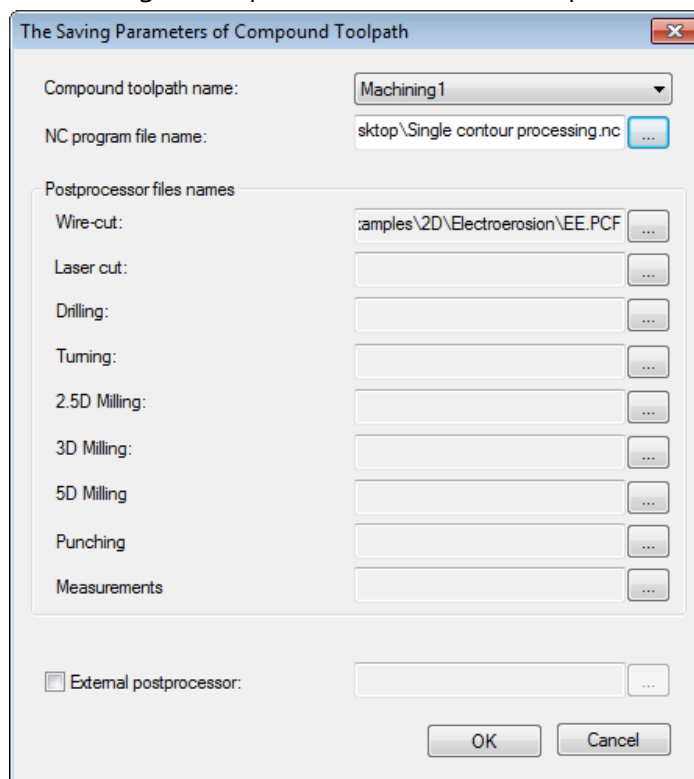 The Saving Parameters of Compound Toolpath
Compound toolpath name: Machining1
NC program file name: sktop\Single contour processing.nc ...
Postprocessor files names
Wire-cut: :amples\2D\Electroerosion\EE.PCF ...
Laser cut: ...
Drilling: ...
Turning: ...
2.5D Milling: ...
3D Milling: ...
5D Milling ...
Punching ...
Measurements ...
External postprocessor: ...
OK Cancel